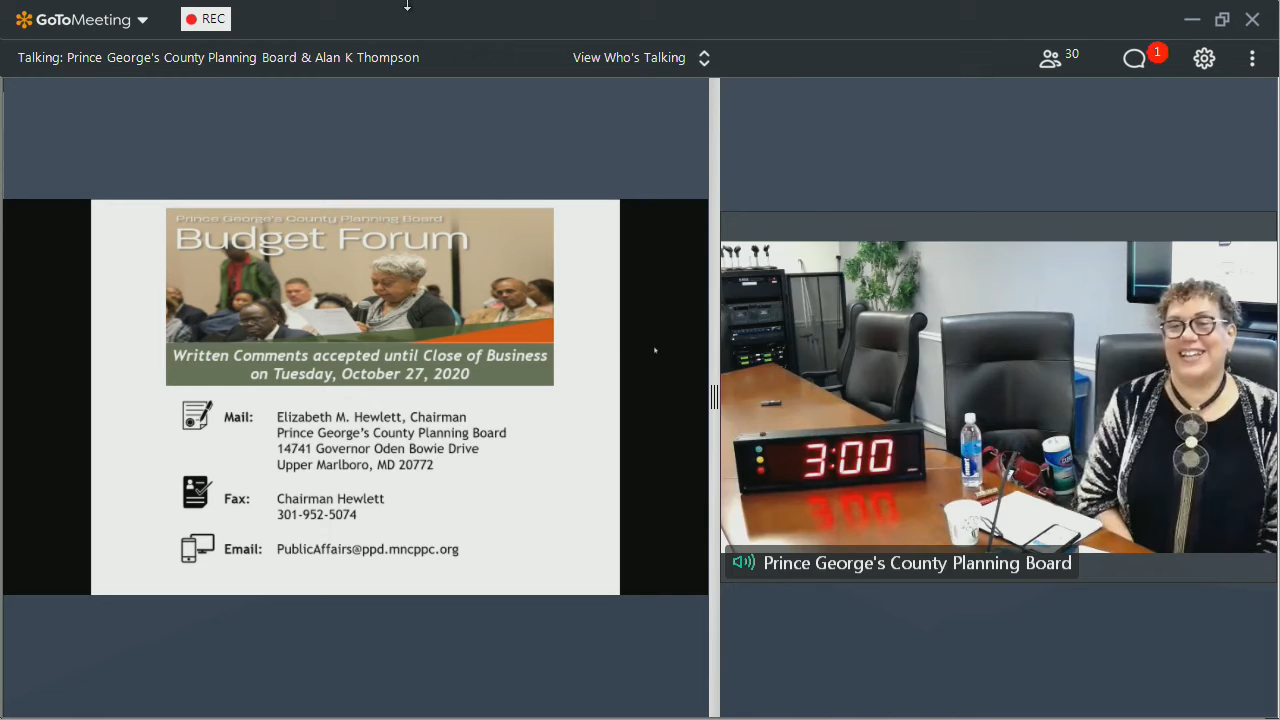 GoToMeeting
REC
Talking: Prince George's County Planning Board & Alan K Thompson
View Who's Talking
30
1
Prince George's County Planning Board
Budget Forum
Written Comments accepted until Close of Business
on Tuesday, October 27, 2020
Mail: Elizabeth M. Hewlett, Chairman
Prince George's County Planning Board
14741 Governor Oden Bowie Drive
Upper Marlboro, MD 20772
Fax: Chairman Hewlett
301-952-5074
Email: PublicAffairs@ppd.mncppc.org
3:00
Prince George's County Planning Board